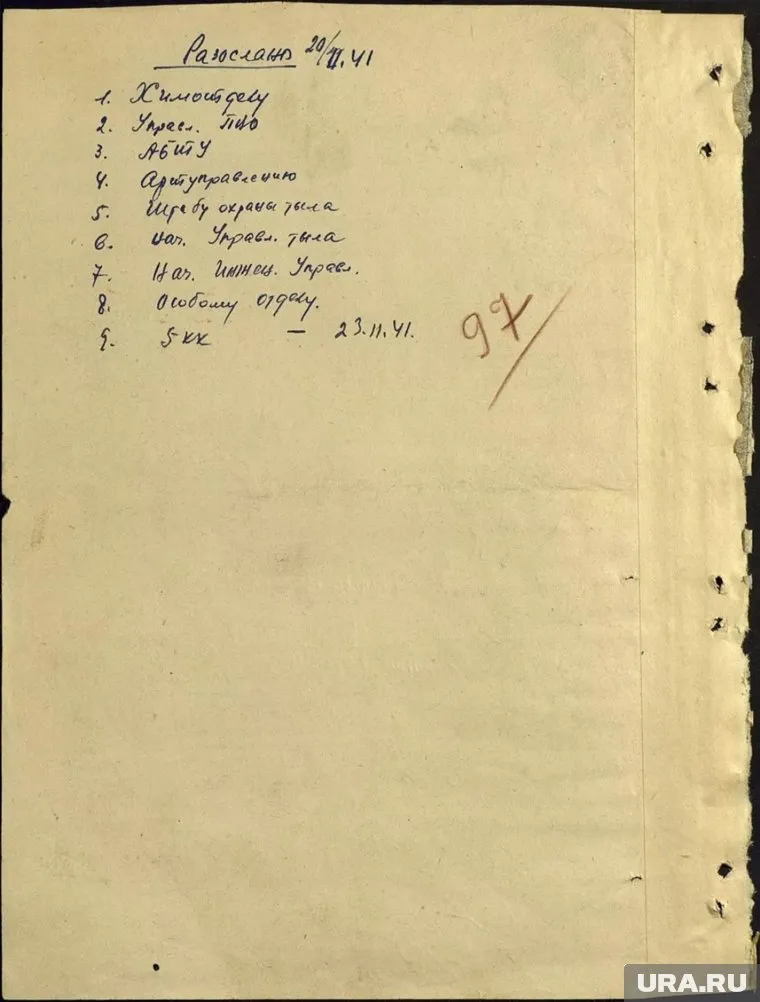 Разослано 20/II.41
1. Химотделу
2. Управл. ПВО
3. АБТУ
4. Артуправлению
5. Штабу охраны тыла
6. Нач. Управл. тыла
7. Нач. Инжен. Управл.
8. Особому отделу.
9. 5 кк — 23.11.41.
97/
URA.RU